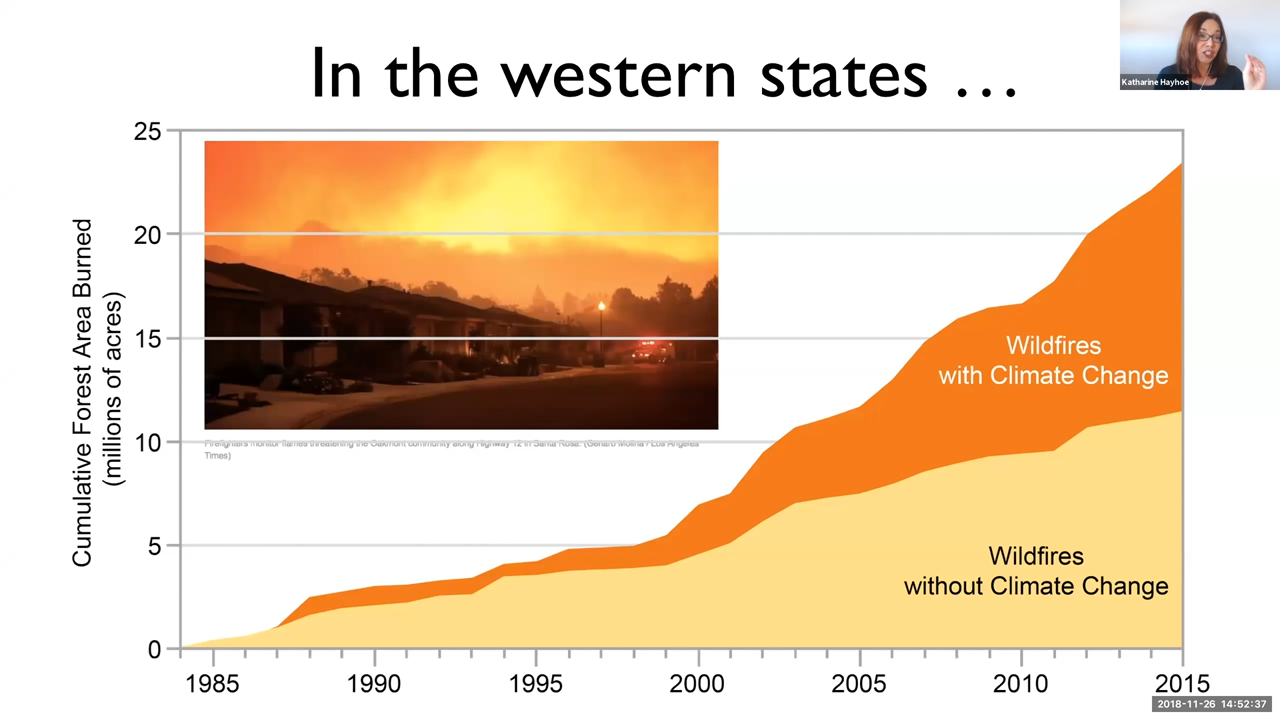 In the western states …
Katharine Hayhoe
25
20
15
10
5
0
Cumulative Forest Area Burned
(millions of acres)
Firefighters monitor flames threatening the Oakmont community along Highway 12 in Santa Rosa. (Genaro Molina / Los Angeles
Times)
Wildfires
with Climate Change
Wildfires
without Climate Change
1985 1990 1995 2000 2005 2010 2015
2018-11-26 14:52:37